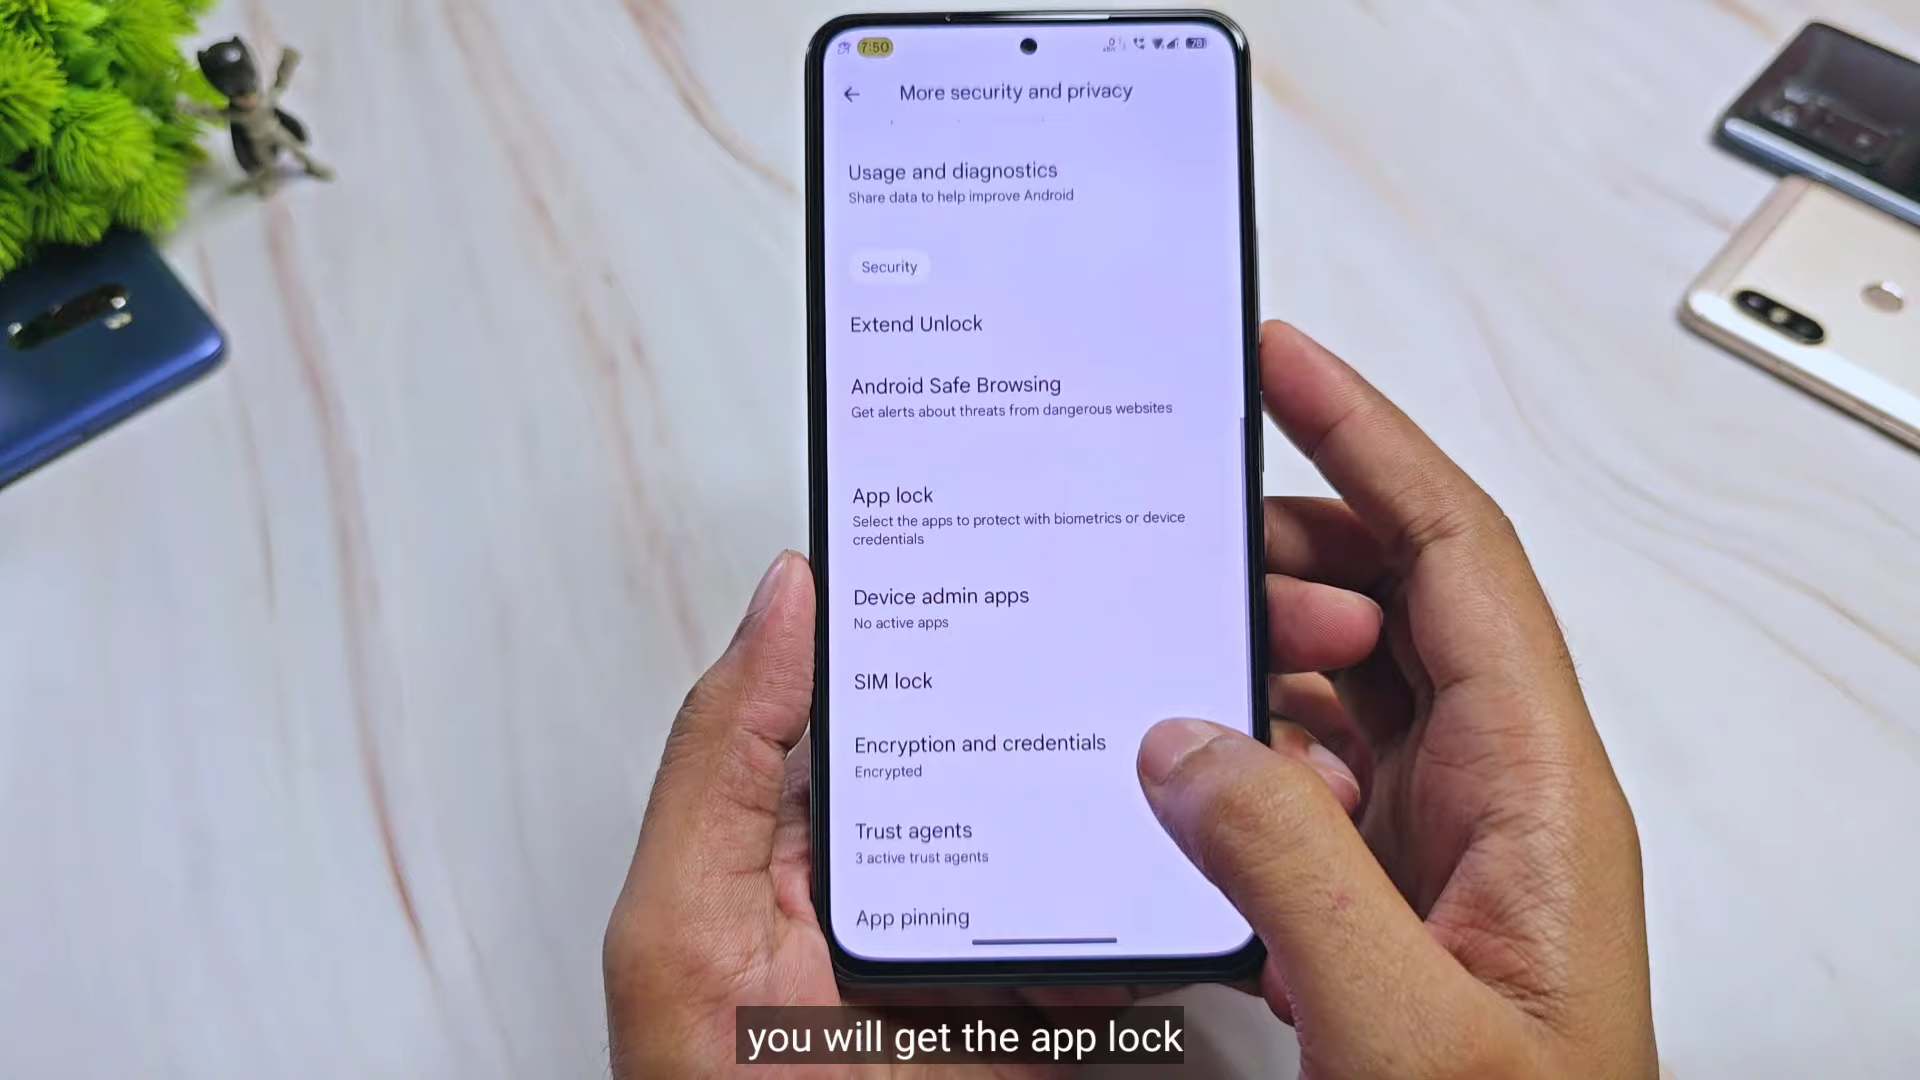 7:50
70
More security and privacy
Usage and diagnostics
Share data to help improve Android
Security
Extend Unlock
Android Safe Browsing
Get alerts about threats from dangerous websites
App lock
Select the apps to protect with biometrics or device
credentials
Device admin apps
No active apps
SIM lock
Encryption and credentials
Encrypted
Trust agents
3 active trust agents
App pinning
you will get the app lock